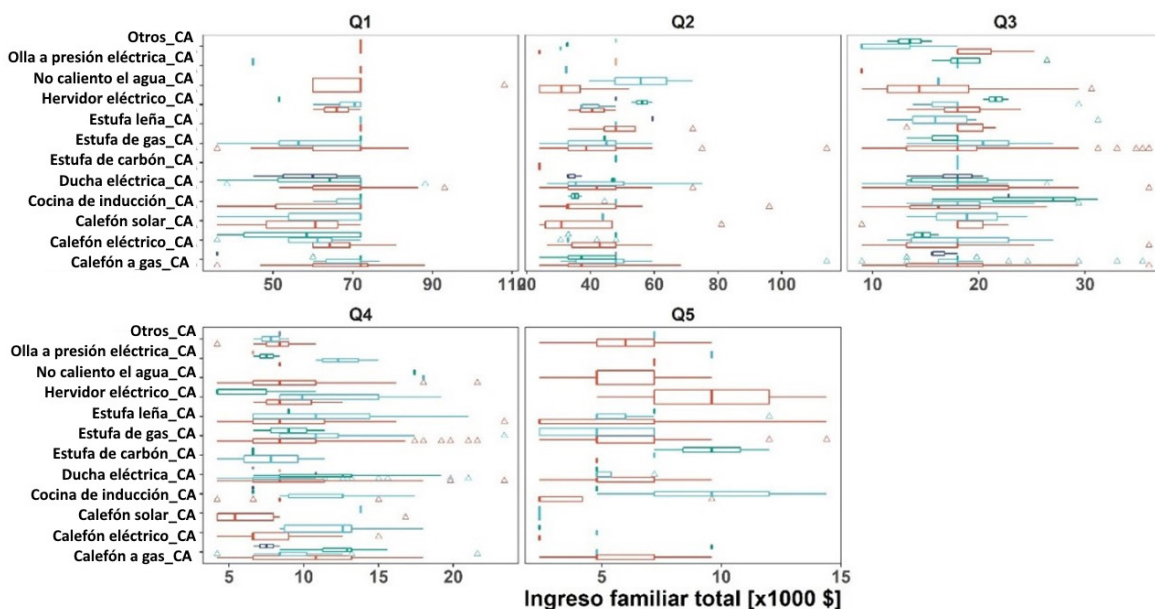 Q1
Q2
Q3
Otros_CA
Olla a presión eléctrica_CA
No caliento el agua_CA
Hervidor eléctrico_CA
Estufa leña_CA
Estufa de gas_CA
Estufa de carbón_CA
Ducha eléctrica_CA
Cocina de inducción_CA
Calefón solar_CA
Calefón eléctrico_CA
Calefón a gas_CA
50 70 90
40 60 80 100
10 20 30
Q4
Q5
Otros_CA
Olla a presión eléctrica_CA
No caliento el agua_CA
Hervidor eléctrico_CA
Estufa leña_CA
Estufa de gas_CA
Estufa de carbón_CA
Ducha eléctrica_CA
Cocina de inducción_CA
Calefón solar_CA
Calefón eléctrico_CA
Calefón a gas_CA
5 10 15 20
5 10 15
Ingreso familiar total [x1000 $]